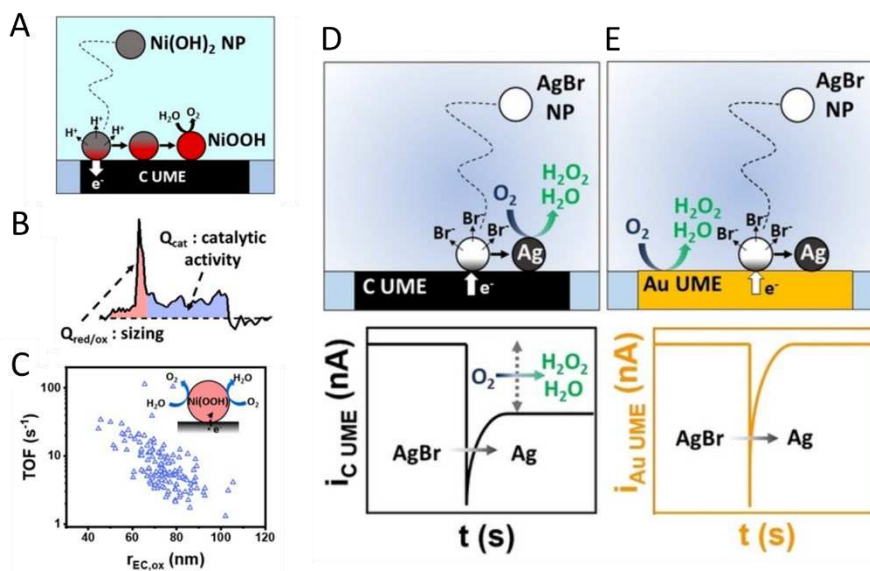 A
Ni(OH)2 NP
H+
H+
H+
H2O
O2
NiOOH
e-
C UME
B
Qcat : catalytic
activity
Qred/ox : sizing
C
TOF (s-1)
100
10
1
O2
H2O
H2O
O2
Ni(OOH)
e-
40
60
80
100
120
rEC,ox (nm)
D
AgBr
NP
H2O2
H2O
O2
Br-
Br-
Br-
Ag
C UME
e-
iC UME (nA)
O2
H2O2
H2O
AgBr
Ag
t (s)
E
AgBr
NP
H2O2
H2O
O2
Br-
Br-
Br-
Ag
Au UME
e-
iAu UME (nA)
AgBr
Ag
t (s)